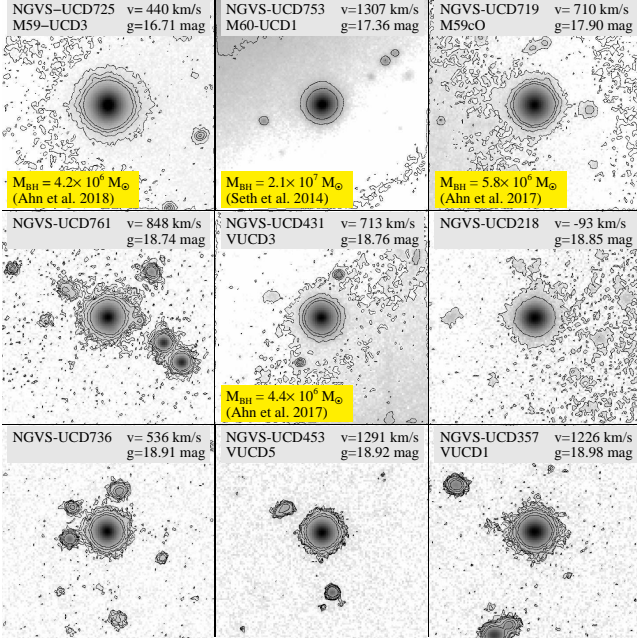 NGVS-UCD725 v= 440 km/s
M59-UCD3 g=16.71 mag
M_BH = 4.2× 10^6 M_⊙
(Ahn et al. 2018)
NGVS-UCD753 v=1307 km/s
M60-UCD1 g=17.36 mag
M_BH = 2.1× 10^7 M_⊙
(Seth et al. 2014)
NGVS-UCD719 v= 710 km/s
M59cO g=17.90 mag
M_BH = 5.8× 10^6 M_⊙
(Ahn et al. 2017)
NGVS-UCD761 v= 848 km/s
g=18.74 mag
NGVS-UCD431 v= 713 km/s
VUCD3 g=18.76 mag
M_BH = 4.4× 10^6 M_⊙
(Ahn et al. 2017)
NGVS-UCD218 v= -93 km/s
g=18.85 mag
NGVS-UCD736 v= 536 km/s
g=18.91 mag
NGVS-UCD453 v=1291 km/s
VUCD5 g=18.92 mag
NGVS-UCD357 v=1226 km/s
VUCD1 g=18.98 mag